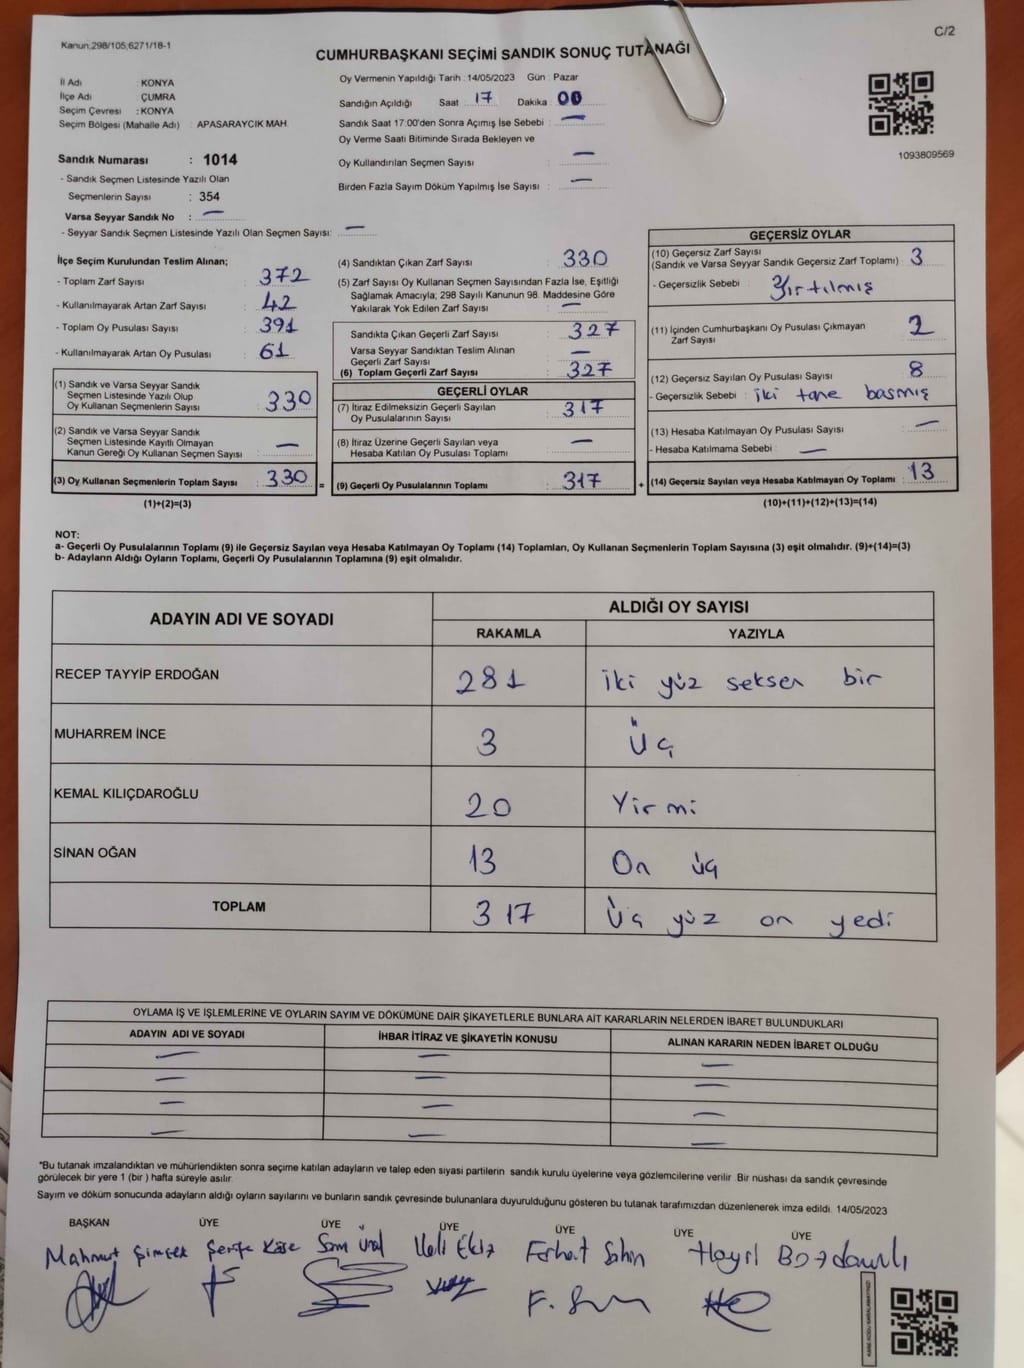 Kanun:298/105;6271/18-1
C/2
CUMHURBAŞKANI SEÇİMİ SANDIK SONUÇ TUTANAĞI
İl Adı : KONYA
İlçe Adı : ÇUMRA
Seçim Çevresi : KONYA
Seçim Bölgesi (Mahalle Adı) : APASARAYCIK MAH.
Oy Vermenin Yapıldığı Tarih : 14/05/2023 Gün : Pazar
Sandığın Açıldığı Saat 17 Dakika 00
Sandık Saat 17:00'den Sonra Açımış İse Sebebi : —
Oy Verme Saati Bitiminde Sırada Bekleyen ve
Oy Kullandırılan Seçmen Sayısı : —
Birden Fazla Sayım Döküm Yapılmış İse Sayısı : —
1093809569
Sandık Numarası : 1014
- Sandık Seçmen Listesinde Yazılı Olan
Seçmenlerin Sayısı : 354
Varsa Seyyar Sandık No : —
- Seyyar Sandık Seçmen Listesinde Yazılı Olan Seçmen Sayısı: —
İlçe Seçim Kurulundan Teslim Alınan;
- Toplam Zarf Sayısı : 372
- Kullanılmayarak Artan Zarf Sayısı : 42
- Toplam Oy Pusulası Sayısı : 391
- Kullanılmayarak Artan Oy Pusulası : 61
(1) Sandık ve Varsa Seyyar Sandık
Seçmen Listesinde Yazılı Olup
Oy Kullanan Seçmenlerin Sayısı : 330
(2) Sandık ve Varsa Seyyar Sandık
Seçmen Listesinde Kayıtlı Olmayan
Kanun Gereği Oy Kullanan Seçmen Sayısı : —
(3) Oy Kullanan Seçmenlerin Toplam Sayısı : 330 =
(1)+(2)=(3)
(4) Sandıktan Çıkan Zarf Sayısı : 330
(5) Zarf Sayısı Oy Kullanan Seçmen Sayısından Fazla İse, Eşitliği
Sağlamak Amacıyla; 298 Sayılı Kanunun 98. Maddesine Göre
Yakılarak Yok Edilen Zarf Sayısı : —
Sandıkta Çıkan Geçerli Zarf Sayısı : 327
Varsa Seyyar Sandıktan Teslim Alınan
Geçerli Zarf Sayısı : —
(6) Toplam Geçerli Zarf Sayısı : 327
GEÇERLİ OYLAR
(7) İtiraz Edilmeksizin Geçerli Sayılan
Oy Pusulalarının Sayısı : 317
(8) İtiraz Üzerine Geçerli Sayılan veya
Hesaba Katılan Oy Pusulası Toplamı : —
(9) Geçerli Oy Pusulalarının Toplamı : 317 +
GEÇERSİZ OYLAR
(10) Geçersiz Zarf Sayısı
(Sandık ve Varsa Seyyar Sandık Geçersiz Zarf Toplamı) : 3
- Geçersizlik Sebebi : Yırtılmış
(11) İçinden Cumhurbaşkanı Oy Pusulası Çıkmayan
Zarf Sayısı : 2
(12) Geçersiz Sayılan Oy Pusulası Sayısı : 8
- Geçersizlik Sebebi : iki tane basmış
(13) Hesaba Katılmayan Oy Pusulası Sayısı : —
- Hesaba Katılmama Sebebi : —
(14) Geçersiz Sayılan veya Hesaba Katılmayan Oy Toplamı : 13
(10)+(11)+(12)+(13)=(14)
NOT:
a- Geçerli Oy Pusulalarının Toplamı (9) ile Geçersiz Sayılan veya Hesaba Katılmayan Oy Toplamı (14) Toplamları, Oy Kullanan Seçmenlerin Toplam Sayısına (3) eşit olmalıdır. (9)+(14)=(3)
b- Adayların Aldığı Oyların Toplamı, Geçerli Oy Pusulalarının Toplamına (9) eşit olmalıdır.
ADAYIN ADI VE SOYADI
ALDIĞI OY SAYISI
RAKAMLA YAZIYLA
RECEP TAYYİP ERDOĞAN 281 iki yüz seksen bir
MUHARREM İNCE 3 Üç
KEMAL KILIÇDAROĞLU 20 Yirmi
SİNAN OĞAN 13 On üç
TOPLAM 317 Üç yüz on yedi
OYLAMA İŞ VE İŞLEMLERİNE VE OYLARIN SAYIM VE DÖKÜMÜNE DAİR ŞİKAYETLERLE BUNLARA AİT KARARLARIN NELERDEN İBARET BULUNDUKLARI
ADAYIN ADI VE SOYADI İHBAR İTİRAZ VE ŞİKAYETİN KONUSU ALINAN KARARIN NEDEN İBARET OLDUĞU
— — —
— — —
— — —
— — —
*Bu tutanak imzalandıktan ve mühürlendikten sonra seçime katılan adayların ve talep eden siyasi partilerin sandık kurulu üyelerine veya gözlemcilerine verilir. Bir nushası da sandık çevresinde
görülecek bir yere 1 (bir ) hafta süreyle asılır.
Sayım ve döküm sonucunda adayların aldığı oyların sayılarını ve bunların sandık çevresinde bulunanlara duyurulduğunu gösteren bu tutanak tarafımızdan düzenlenerek imza edildi. 14/05/2023
BAŞKAN ÜYE ÜYE ÜYE ÜYE ÜYE ÜYE
Mahmut Şimşek Şerife Köse Ünal Veli Ekiz Ferhat Şahin